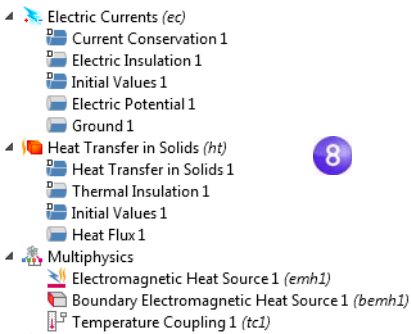 Electric Currents (ec)
D Current Conservation 1
D Electric Insulation 1
D Initial Values 1
Electric Potential 1
Ground 1
Heat Transfer in Solids (ht)
8
D Heat Transfer in Solids 1
D Thermal Insulation 1
D Initial Values 1
Heat Flux 1
Multiphysics
Electromagnetic Heat Source 1 (emh1)
Boundary Electromagnetic Heat Source 1 (bemh1)
Temperature Coupling 1 (tc1)